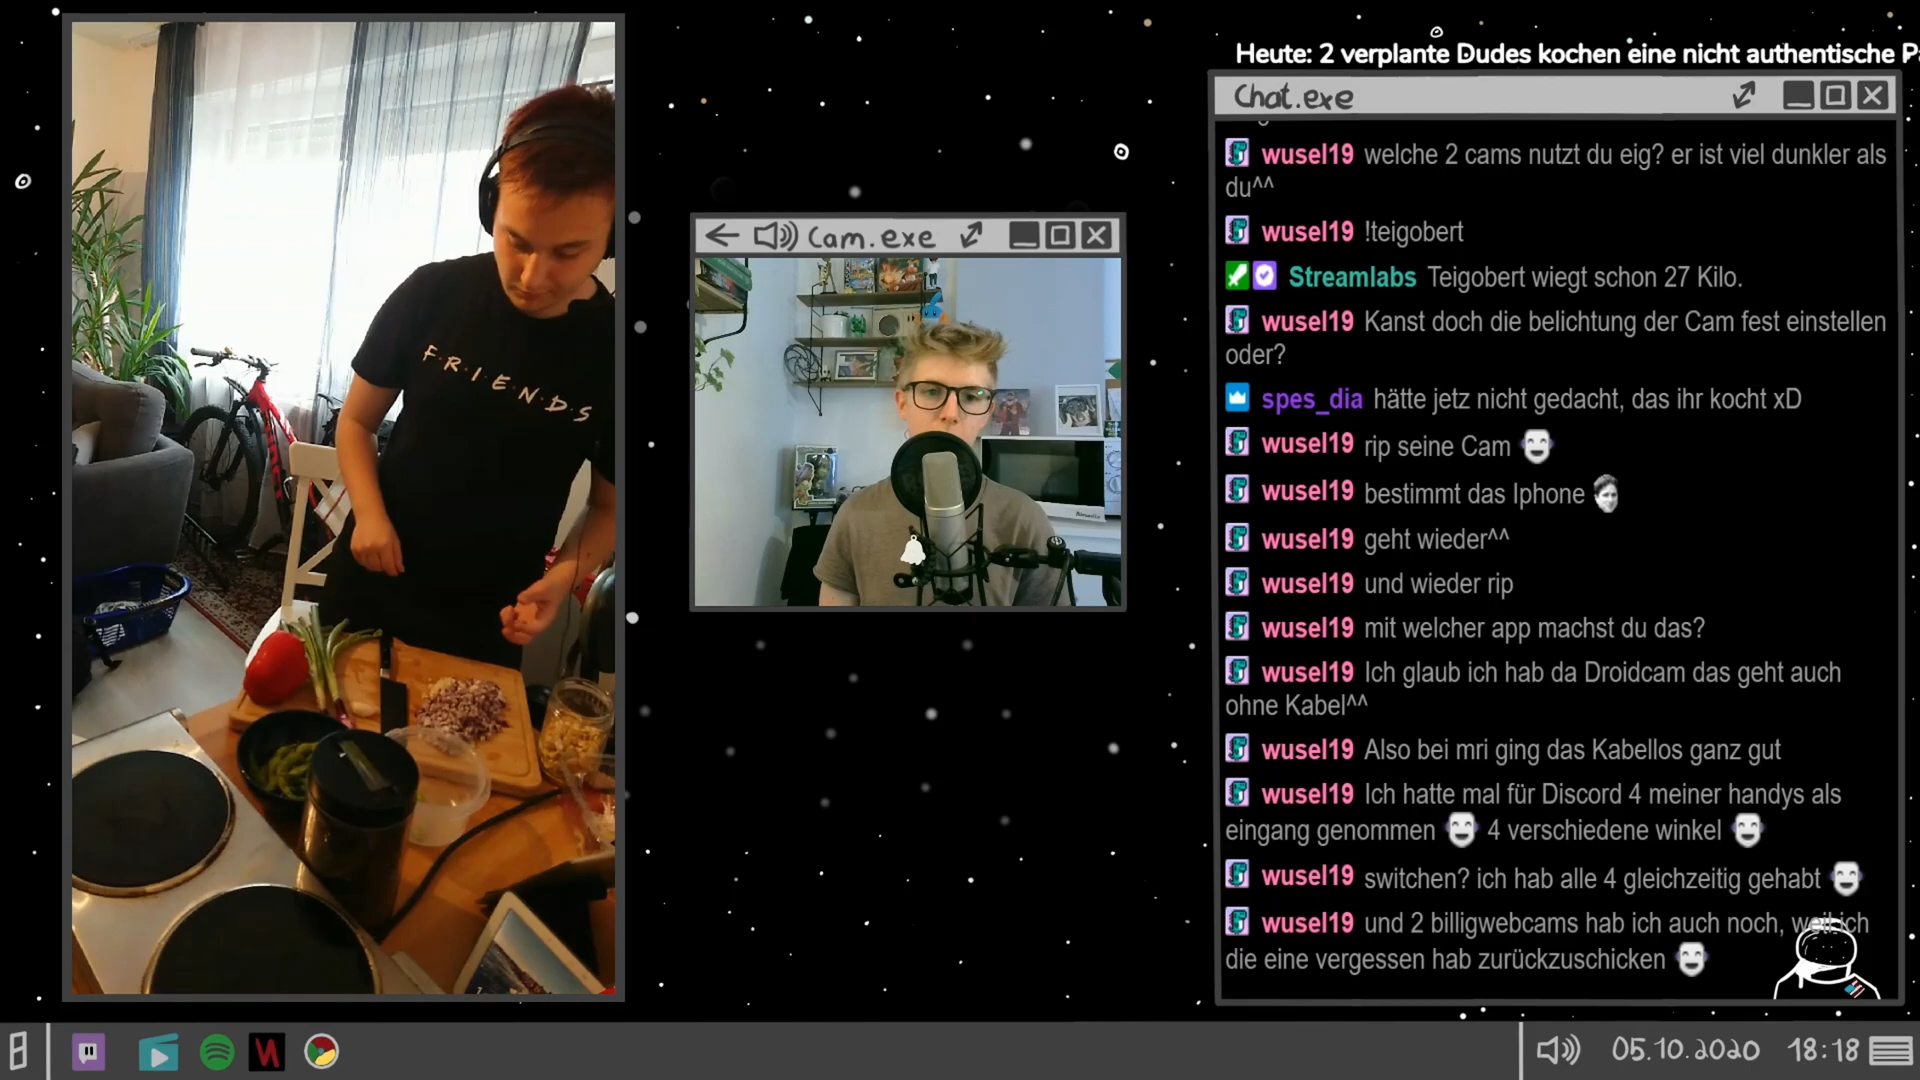 Heute: 2 verplante Dudes kochen eine nicht authentische
Chat.exe
wusel19 welche 2 cams nutzt du eig? er ist viel dunkler als
du^^
wusel19 !teigobert
Streamlabs Teigobert wiegt schon 27 Kilo.
wusel19 Kanst doch die belichtung der Cam fest einstellen
oder?
spes_dia hätte jetz nicht gedacht, das ihr kocht xD
wusel19 rip seine Cam
wusel19 bestimmt das Iphone
wusel19 geht wieder^^
wusel19 und wieder rip
wusel19 mit welcher app machst du das?
wusel19 Ich glaub ich hab da Droidcam das geht auch
ohne Kabel^^
wusel19 Also bei mri ging das Kabellos ganz gut
wusel19 Ich hatte mal für Discord 4 meiner handys als
eingang genommen 4 verschiedene winkel
wusel19 switchen? ich hab alle 4 gleichzeitig gehabt
wusel19 und 2 billigwebcams hab ich auch noch, weil ich
die eine vergessen hab zurückzuschicken
Cam.exe
F·R·I·E·N·D·S
05.10.2020 18:18